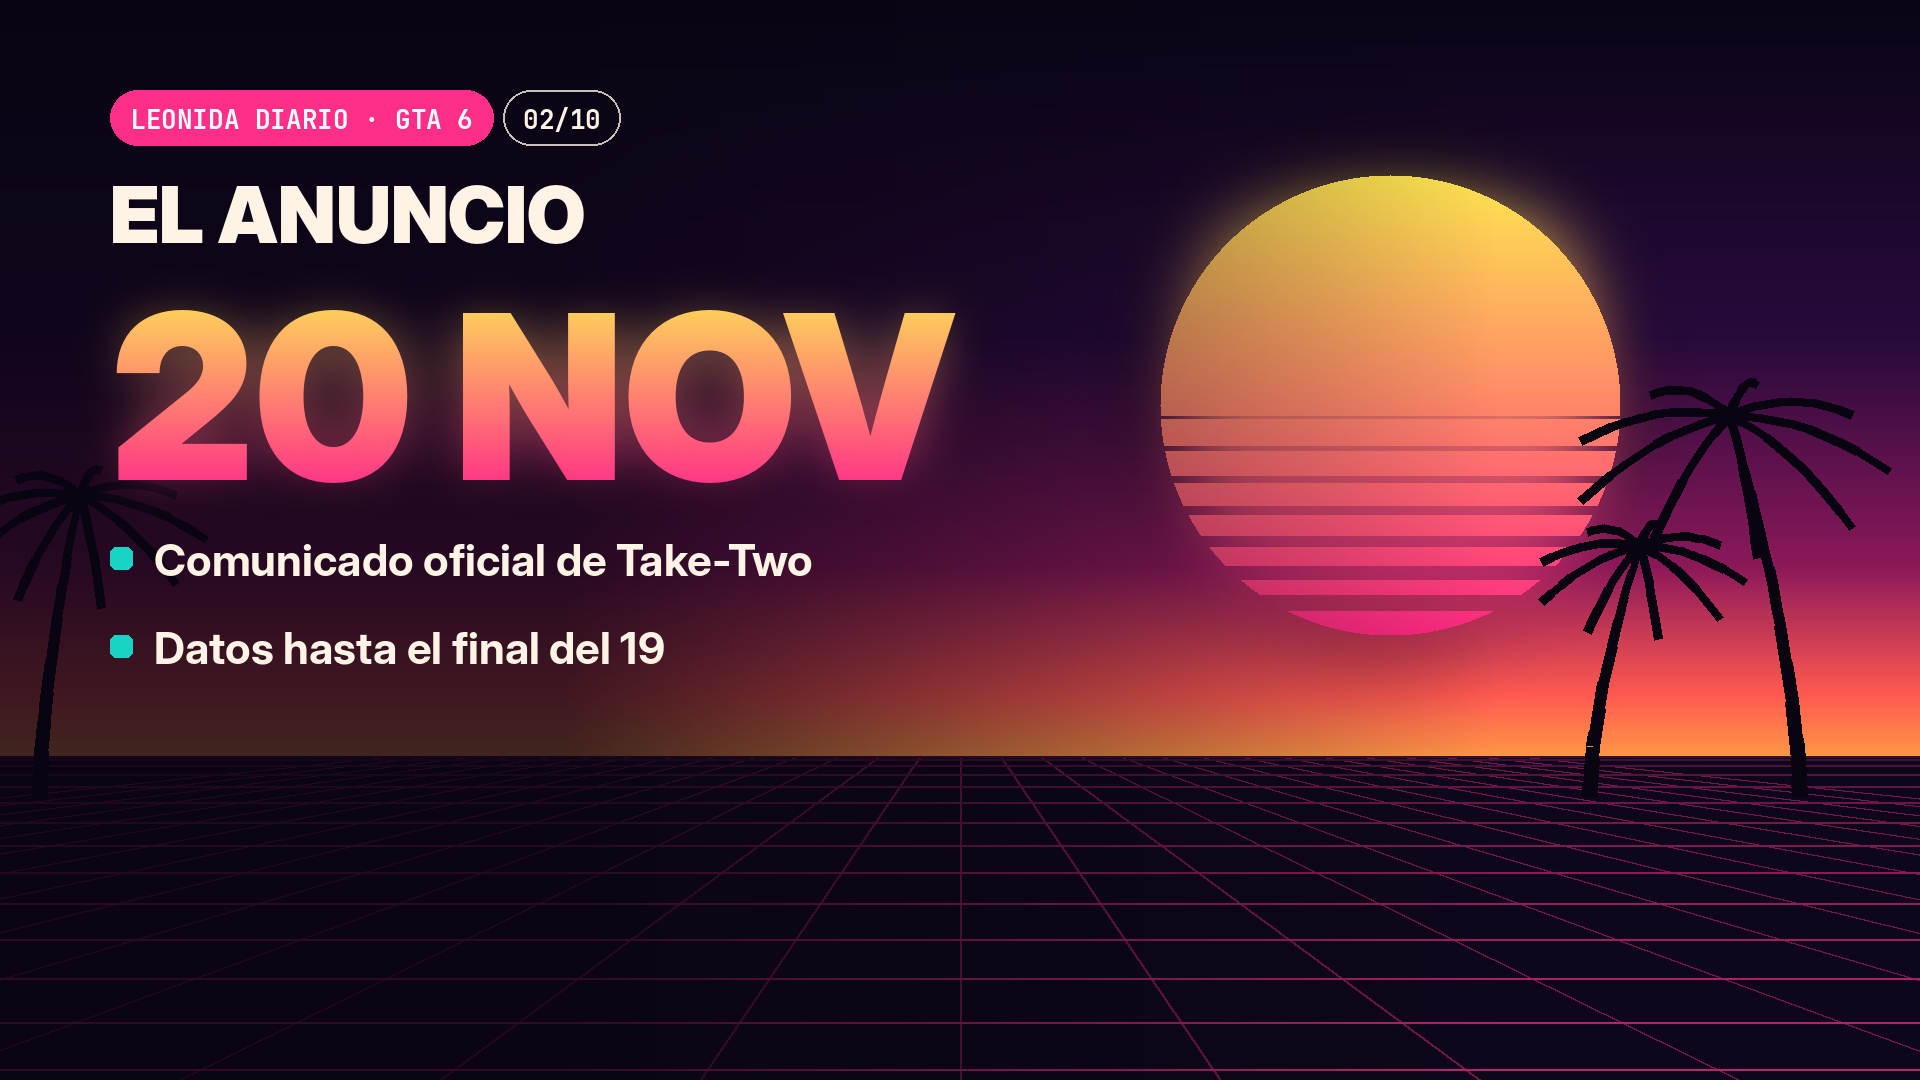 LEONIDA DIARIO · GTA 6
02/10
EL ANUNCIO
20 NOV
Comunicado oficial de Take-Two
Datos hasta el final del 19